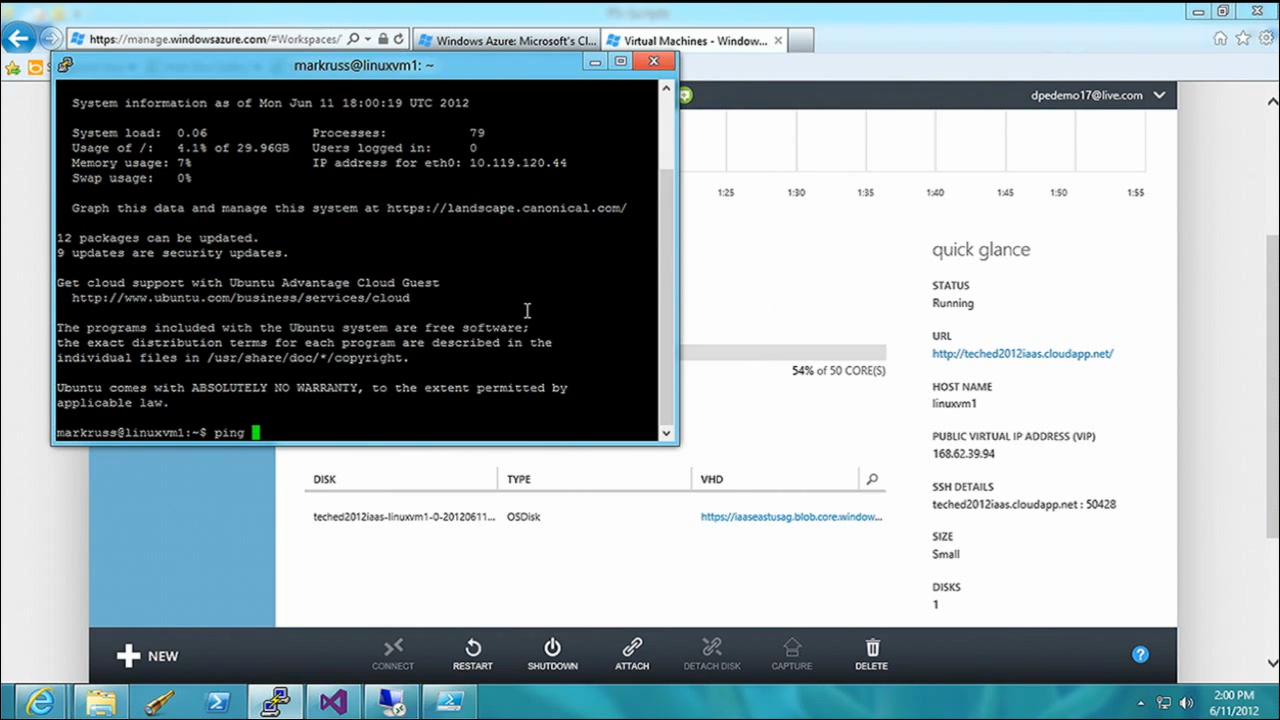 https://manage.windowsazure.com/#Workspaces/
Windows Azure: Microsoft's Cl...
Virtual Machines - Window...
markruss@linuxvm1: ~
dpedemo17@live.com
System information as of Mon Jun 11 18:00:19 UTC 2012
System load: 0.06 Processes: 79
Usage of /: 4.1% of 29.96GB Users logged in: 0
Memory usage: 7% IP address for eth0: 10.119.120.44
Swap usage: 0%
Graph this data and manage this system at https://landscape.canonical.com/
12 packages can be updated.
9 updates are security updates.
Get cloud support with Ubuntu Advantage Cloud Guest
http://www.ubuntu.com/business/services/cloud
The programs included with the Ubuntu system are free software;
the exact distribution terms for each program are described in the
individual files in /usr/share/doc/*/copyright.
Ubuntu comes with ABSOLUTELY NO WARRANTY, to the extent permitted by
applicable law.
markruss@linuxvm1:~$ ping
1:25 1:30 1:35 1:40 1:45 1:50 1:55
54% of 50 CORE(S)
DISK TYPE VHD
teched2012iaas-linuxvm1-0-20120611... OSDisk https://iaaseastusag.blob.core.window...
quick glance
STATUS
Running
URL
http://teched2012iaas.cloudapp.net/
HOST NAME
linuxvm1
PUBLIC VIRTUAL IP ADDRESS (VIP)
168.62.39.94
SSH DETAILS
teched2012iaas.cloudapp.net : 50428
SIZE
Small
DISKS
1
NEW
CONNECT RESTART SHUTDOWN ATTACH DETACH DISK CAPTURE DELETE
?
2:00 PM
6/11/2012